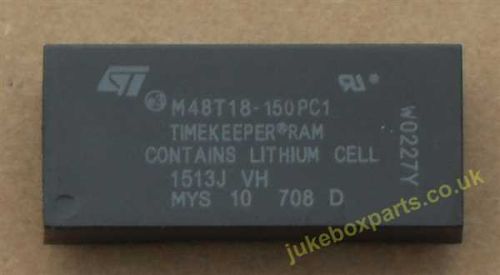 ST
M48T18-150PC1
TIMEKEEPER®RAM
CONTAINS LITHIUM CELL
1513J VH
MYS 10 708 D
W0227Y
jukeboxparts.co.uk